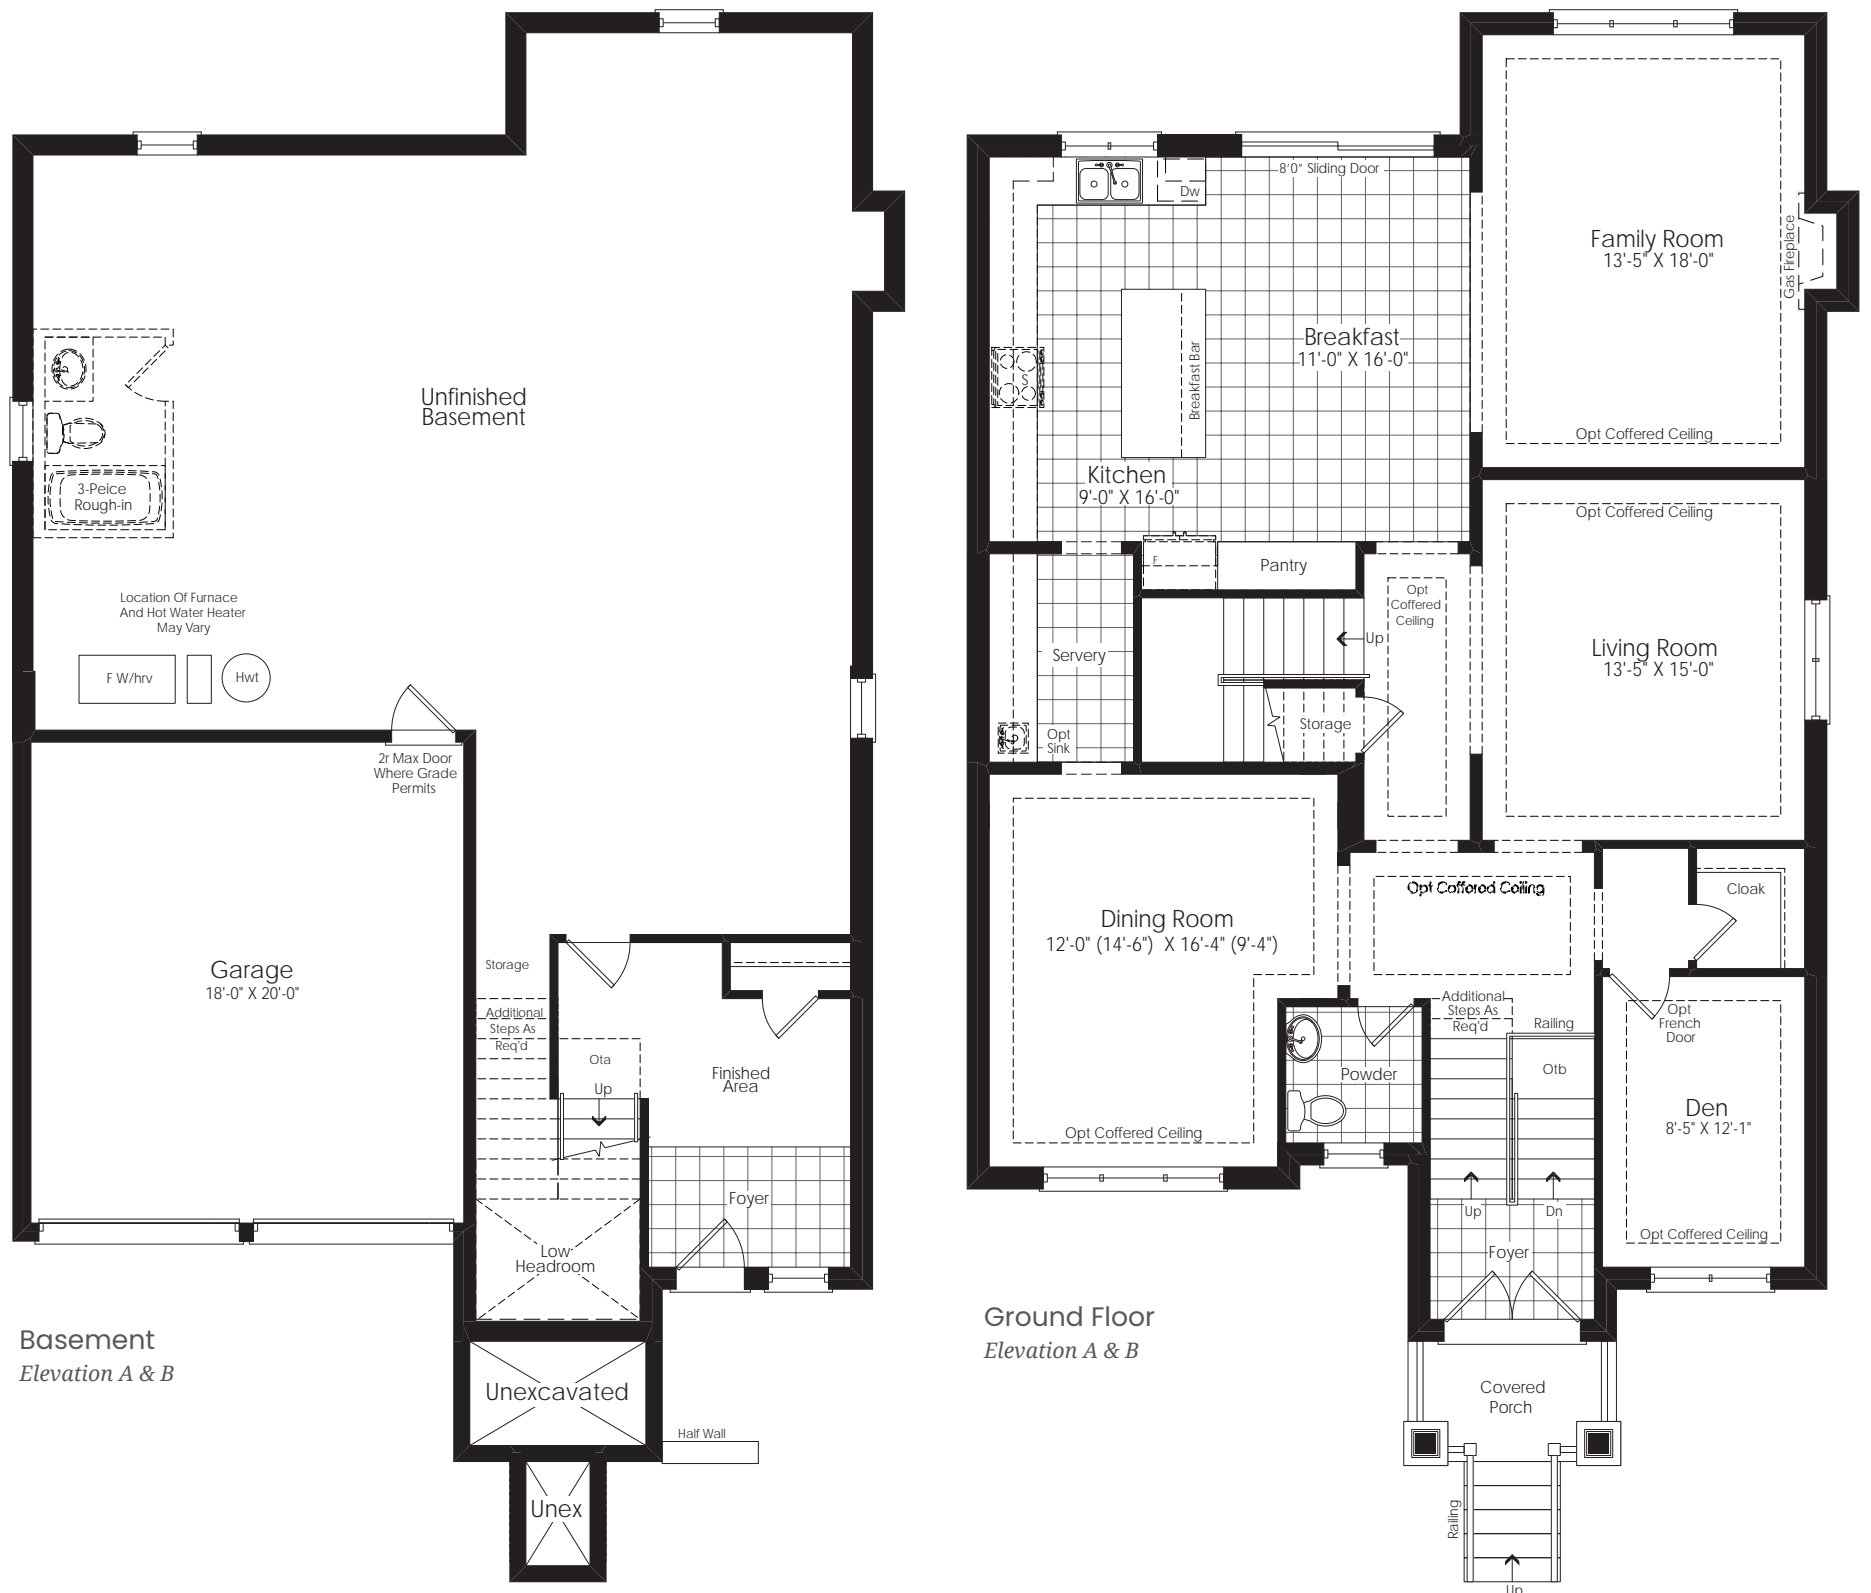 Unfinished
Basement
3-Peice
Rough-in
Location Of Furnace
And Hot Water Heater
May Vary
F W/hrv
Hwt
2r Max Door
Where Grade
Permits
Garage
18'-0" X 20'-0"
Storage
Additional
Steps As
Req'd
Ota
Up
Finished
Area
Foyer
Low
Headroom
Unexcavated
Half Wall
Unex
Basement
Elevation A & B
8'0" Sliding Door
Dw
Family Room
13'-5" X 18'-0"
Gas Fireplace
Opt Coffered Ceiling
Breakfast
11'-0" X 16'-0"
Breakfast Bar
S
Kitchen
9'-0" X 16'-0"
F
Pantry
Opt
Coffered
Ceiling
Up
Servery
Storage
Opt
Sink
Opt Coffered Ceiling
Living Room
13'-5" X 15'-0"
Opt Coffered Ceiling
Cloak
Dining Room
12'-0" (14'-6") X 16'-4" (9'-4")
Opt Coffered Ceiling
Powder
Additional
Steps As
Req'd
Railing
Otb
Up
Dn
Foyer
Opt
French
Door
Den
8'-5" X 12'-1"
Opt Coffered Ceiling
Covered
Porch
Railing
Up
Ground Floor
Elevation A & B